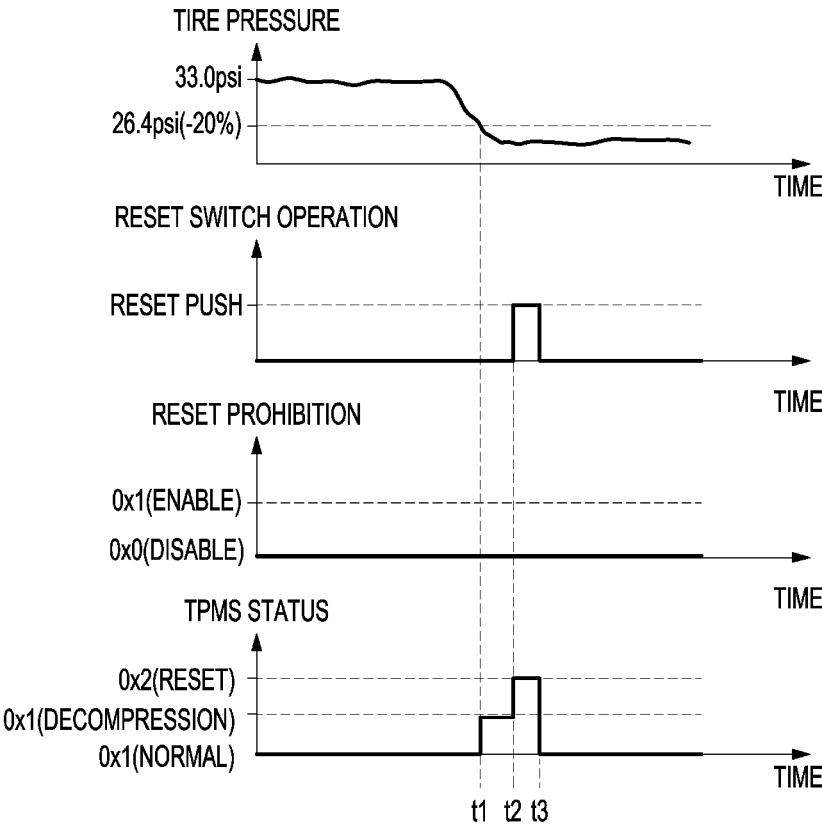 TIRE PRESSURE
33.0psi
26.4psi(-20%)
TIME
RESET SWITCH OPERATION
RESET PUSH
TIME
RESET PROHIBITION
0x1(ENABLE)
0x0(DISABLE)
TIME
TPMS STATUS
0x2(RESET)
0x1(DECOMPRESSION)
0x1(NORMAL)
TIME
t1 t2 t3